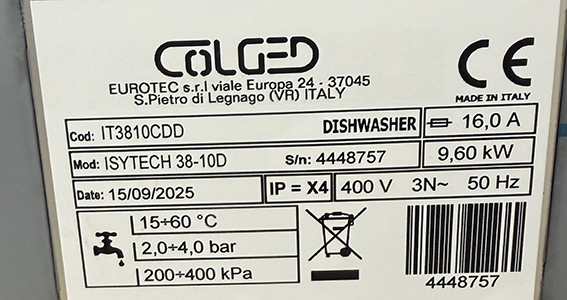 COLGED
EUROTEC s.r.l viale Europa 24 - 37045
S.Pietro di Legnago (VR) ITALY
CE
MADE IN ITALY
Cod: IT3810CDD DISHWASHER 16,0 A
Mod: ISYTECH 38-10D S/n: 4448757 9,60 kW
Date: 15/09/2025 IP = X4 400 V 3N~ 50 Hz
15÷60 °C
2,0÷4,0 bar
200÷400 kPa
4448757